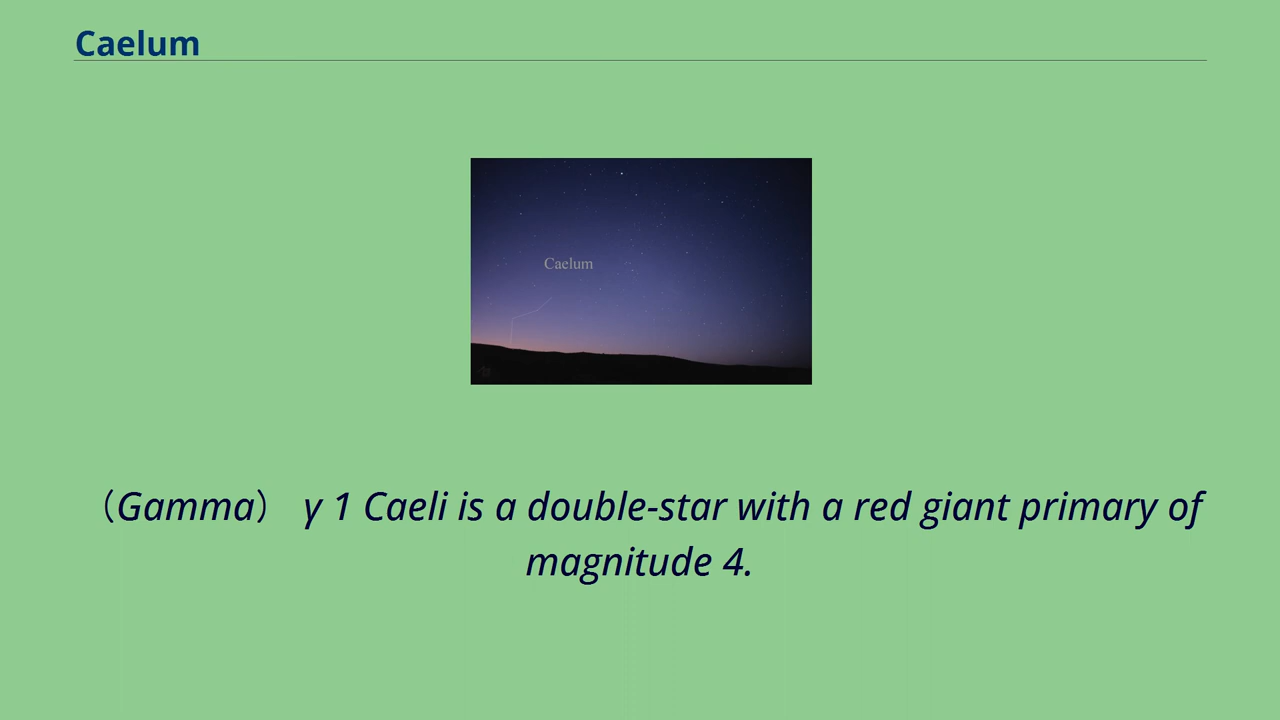 Caelum
Caelum
（Gamma） γ 1 Caeli is a double-star with a red giant primary of
magnitude 4.